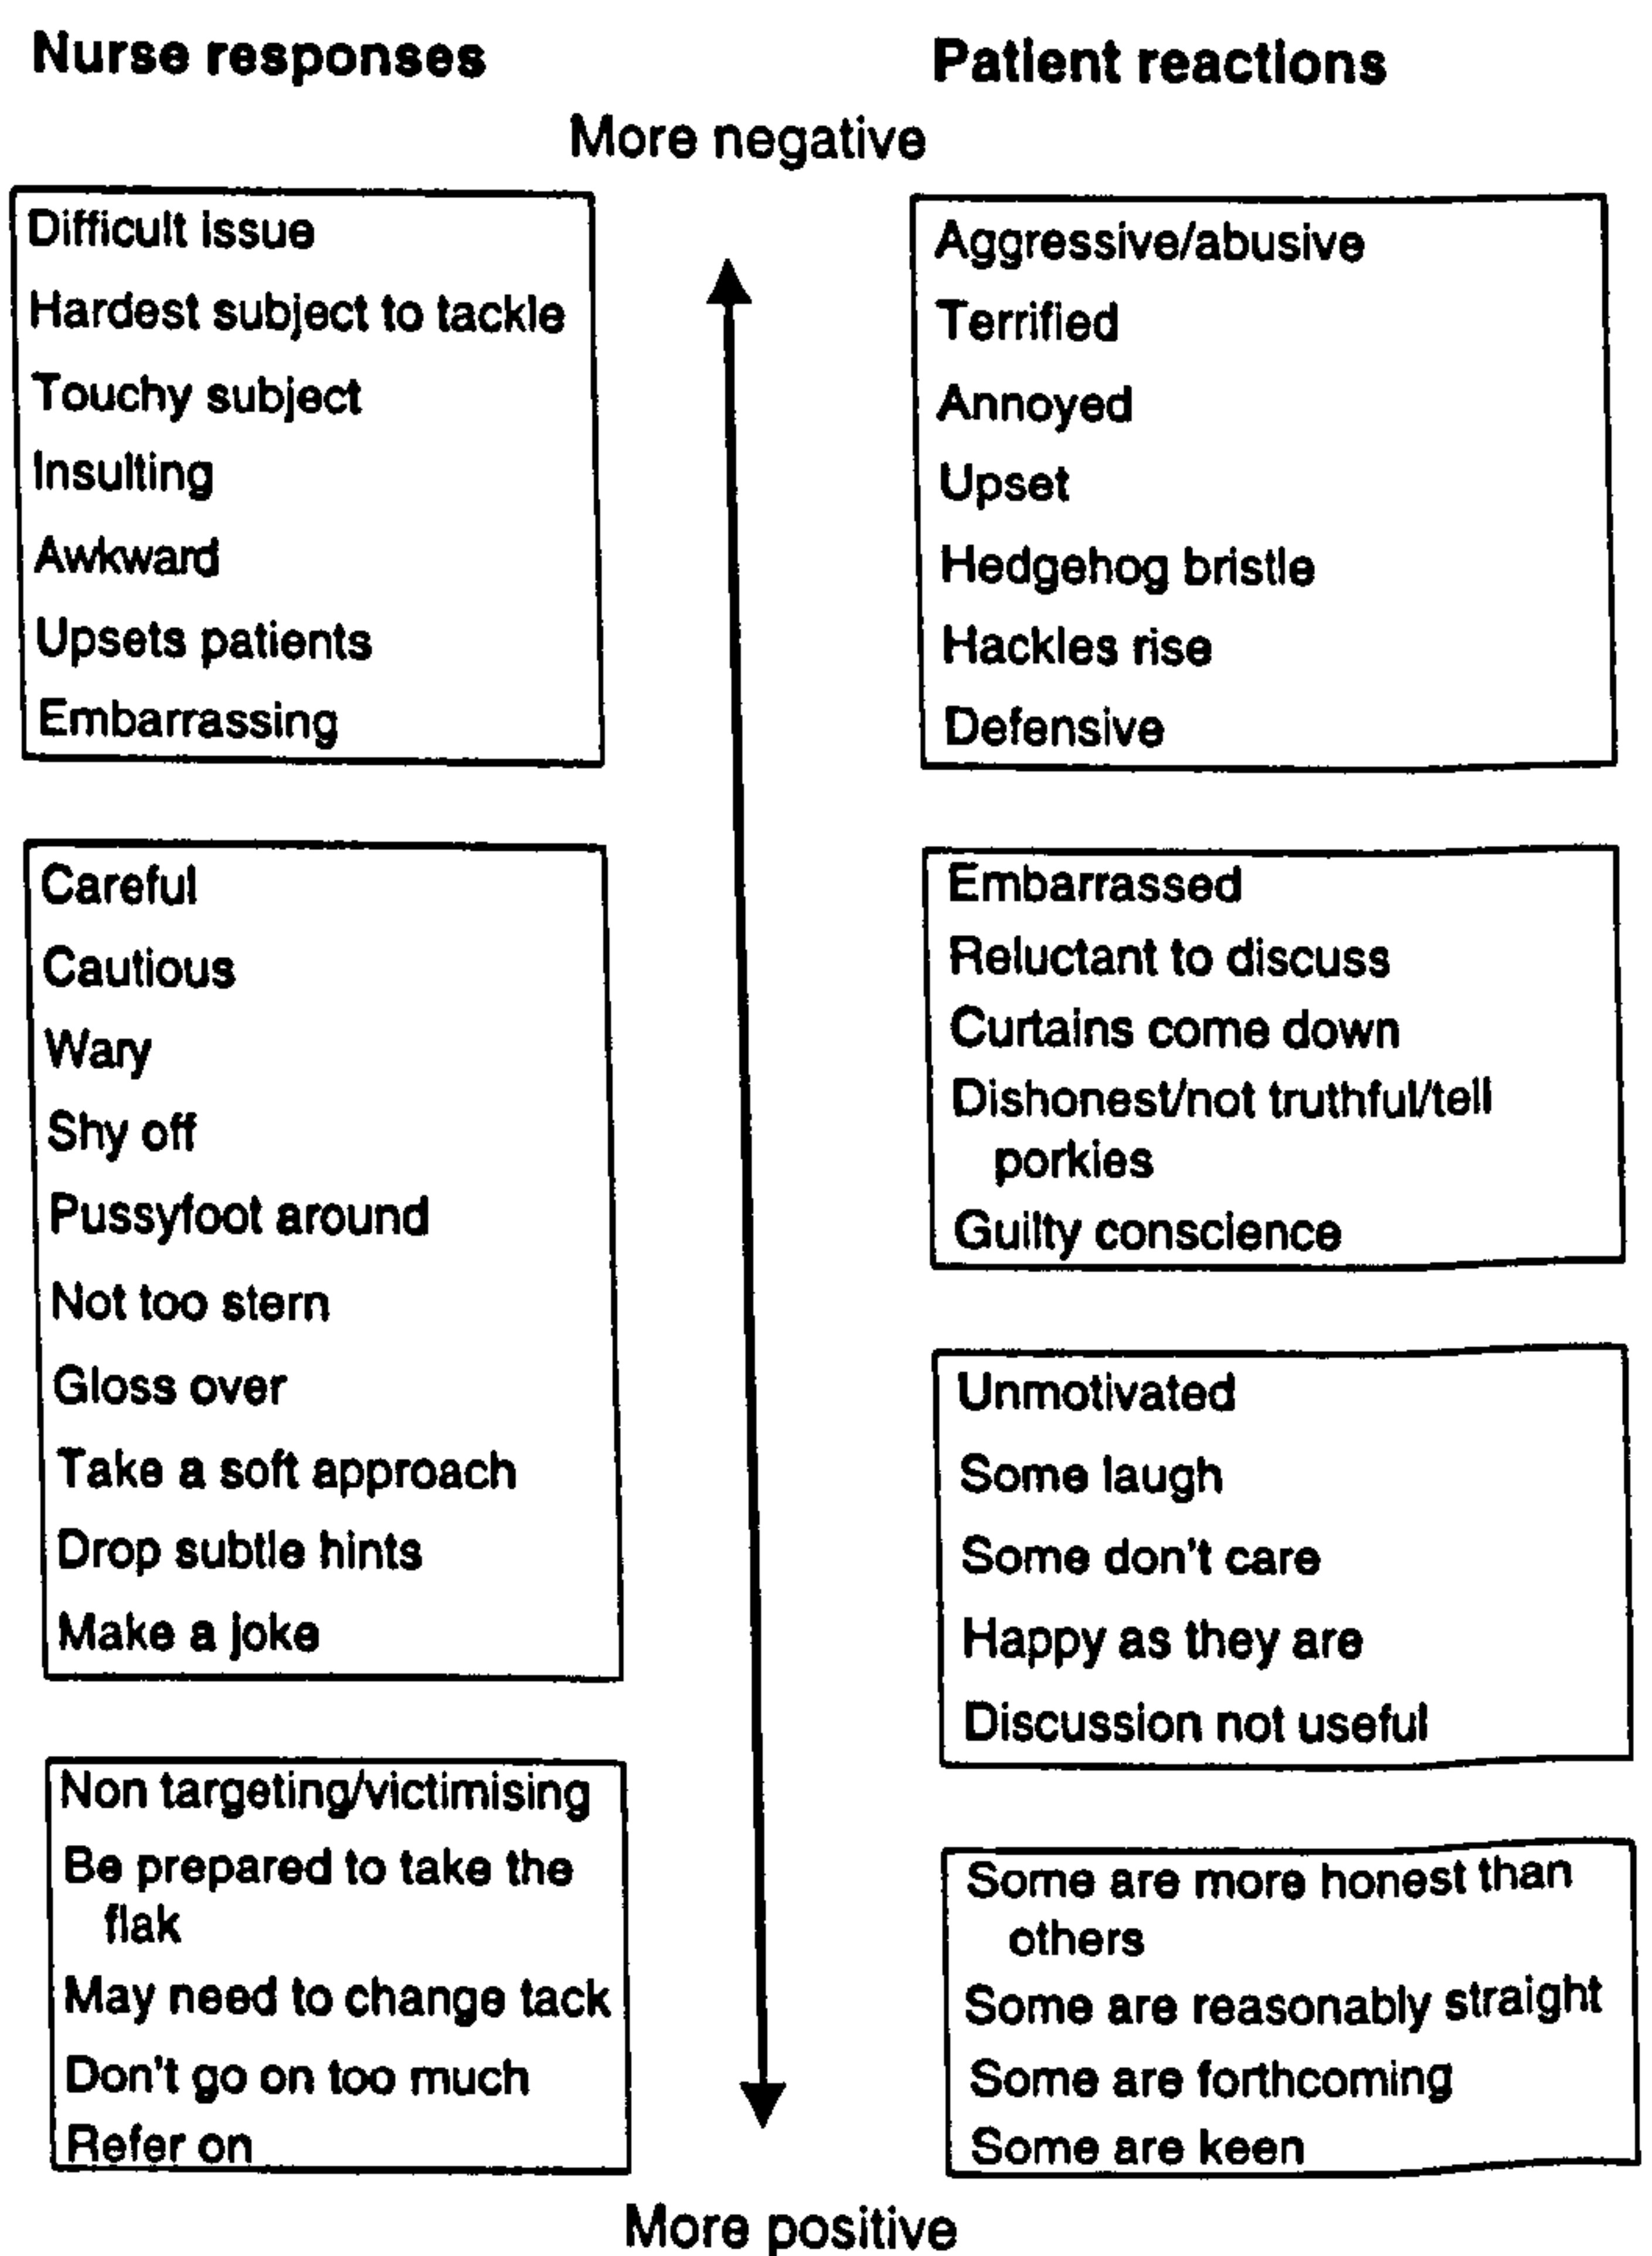 Nurse responses
Patient reactions
More negative
Difficult issue
Hardest subject to tackle
Touchy subject
Insulting
Awkward
Upsets patients
Embarrassing
Careful
Cautious
Wary
Shy off
Pussyfoot around
Not too stern
Gloss over
Take a soft approach
Drop subtle hints
Make a joke
Non targeting/victimising
Be prepared to take the
flak
May need to change tack
Don't go on too much
Refer on
Aggressive/abusive
Terrified
Annoyed
Upset
Hedgehog bristle
Hackles rise
Defensive
Embarrassed
Reluctant to discuss
Curtains come down
Dishonest/not truthful/tell
porkies
Guilty conscience
Unmotivated
Some laugh
Some don't care
Happy as they are
Discussion not useful
Some are more honest than
others
Some are reasonably straight
Some are forthcoming
Some are keen
More positive